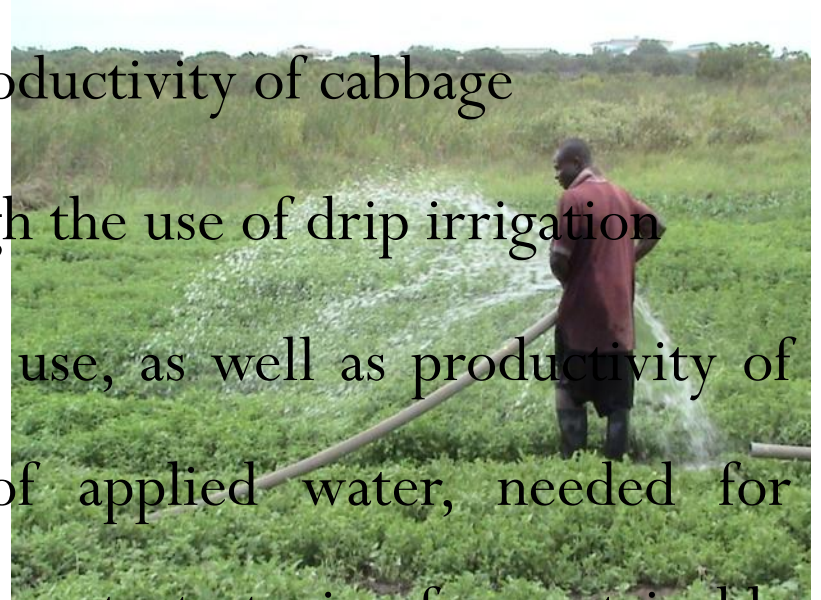 oductivity of cabbage
h the use of drip irrigation
use, as well as productivity of
of applied water, needed for